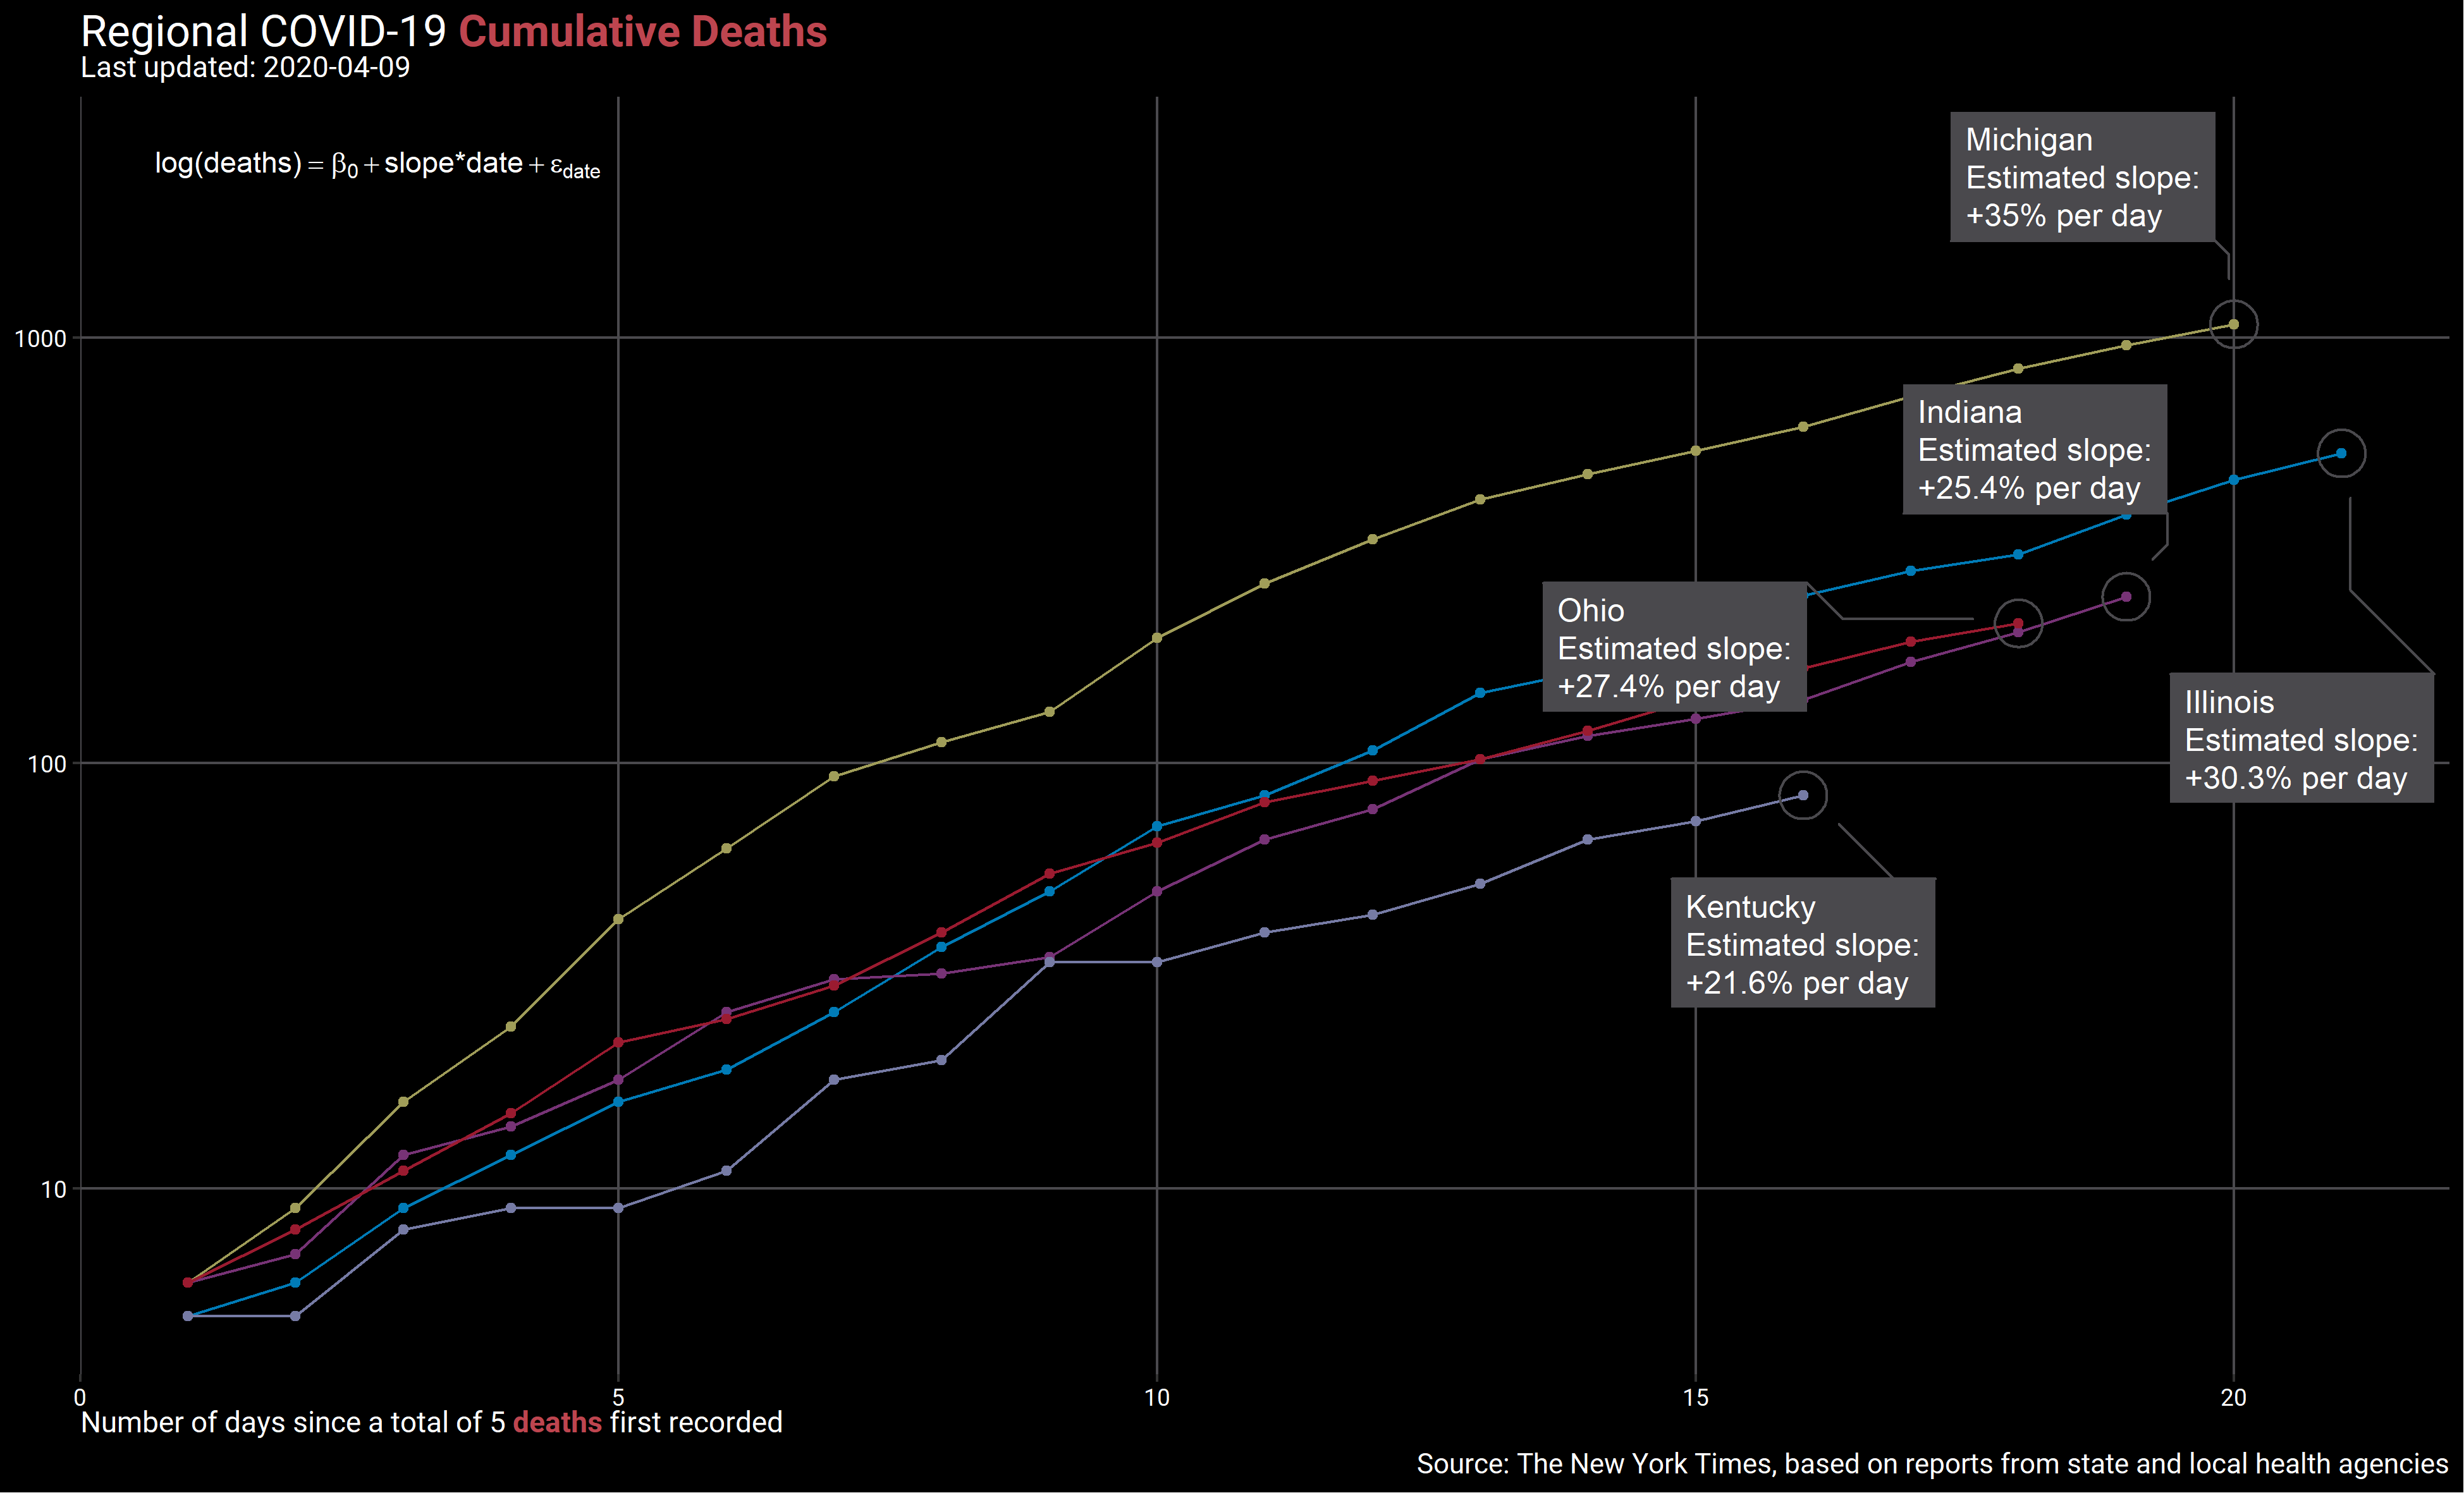 Regional COVID-19 Cumulative Deaths
Last updated: 2020-04-09
log(deaths) = β0 + slope*date + εdate
Michigan
Estimated slope:
+35% per day
1000
Indiana
Estimated slope:
+25.4% per day
Ohio
Estimated slope:
+27.4% per day
Illinois
Estimated slope:
+30.3% per day
100
Kentucky
Estimated slope:
+21.6% per day
10
0 5 10 15 20
Number of days since a total of 5 deaths first recorded
Source: The New York Times, based on reports from state and local health agencies